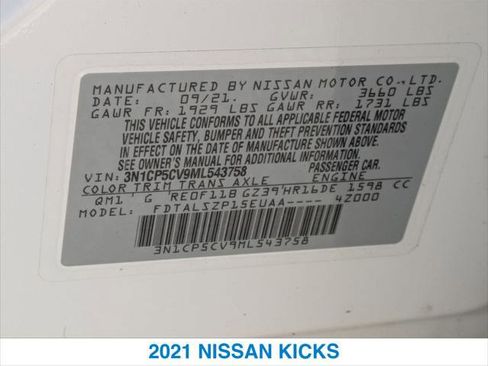 MANUFACTURED BY NISSAN MOTOR CO.,LTD.
DATE: 09/21. GVWR: 3660 LBS
GAWR FR: 1929 LBS GAWR RR: 1731 LBS
THIS VEHICLE CONFORMS TO ALL APPLICABLE FEDERAL MOTOR
VEHICLE SAFETY, BUMPER, AND THEFT PREVENTION STANDARDS
IN EFFECT ON THE DATE OF MANUFACTURE SHOWN ABOVE.
SEE OWNER'S MANUAL FOR ADDITIONAL INFORMATION.
VIN: 3N1CP5CV9ML543758 PASSENGER CAR
COLOR TRIM TRANS AXLE ENGINE
QM1 G RE0F11B GZ39 HR16DE 1598 CC
MODEL: FDTALSZP15EUAA---- 4Z000
3N1CP5CV9ML543758
2021 NISSAN KICKS